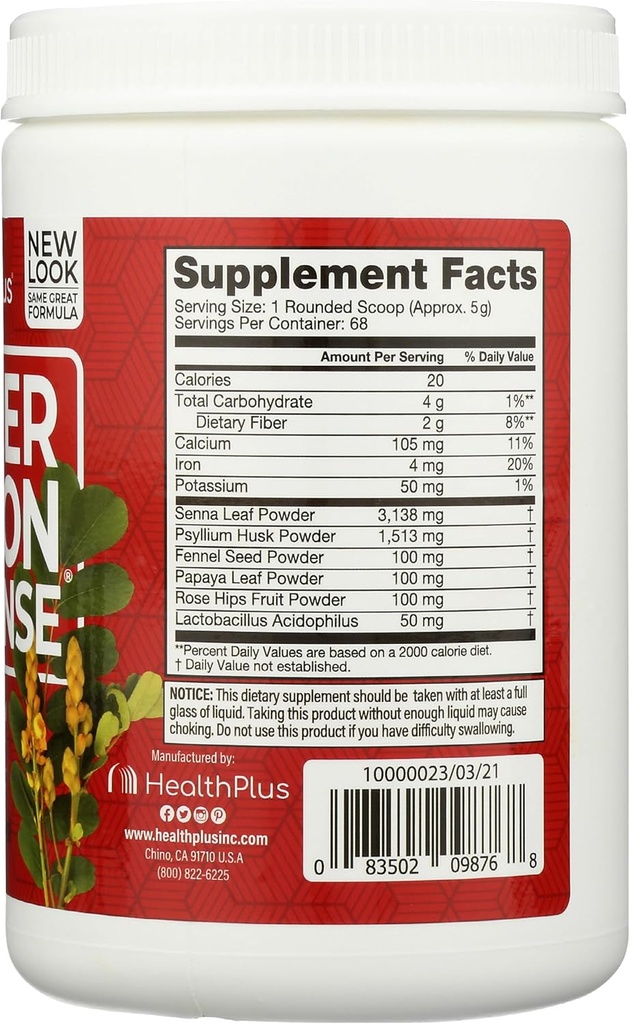 us®
NEW
LOOK
SAME GREAT
FORMULA
ER
ON
NSE®
Supplement Facts
Serving Size: 1 Rounded Scoop (Approx. 5g)
Servings Per Container: 68
Amount Per Serving % Daily Value
Calories 20
Total Carbohydrate 4 g 1%**
Dietary Fiber 2 g 8%**
Calcium 105 mg 11%
Iron 4 mg 20%
Potassium 50 mg 1%
Senna Leaf Powder 3,138 mg †
Psyllium Husk Powder 1,513 mg †
Fennel Seed Powder 100 mg †
Papaya Leaf Powder 100 mg †
Rose Hips Fruit Powder 100 mg †
Lactobacillus Acidophilus 50 mg †
**Percent Daily Values are based on a 2000 calorie diet.
† Daily Value not established.
NOTICE: This dietary supplement should be taken with at least a full
glass of liquid. Taking this product without enough liquid may cause
choking. Do not use this product if you have difficulty swallowing.
Manufactured by:
HealthPlus
www.healthplusinc.com
Chino, CA 91710 U.S.A
(800) 822-6225
10000023/03/21
0 83502 09876 8